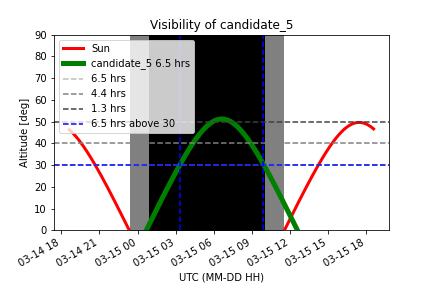 Visibility of candidate_5
Altitude [deg]
90
80
70
60
50
40
30
20
10
0
Sun
candidate_5 6.5 hrs
6.5 hrs
4.4 hrs
1.3 hrs
6.5 hrs above 30
03-14 18
03-14 21
03-15 00
03-15 03
03-15 06
03-15 09
03-15 12
03-15 15
03-15 18
UTC (MM-DD HH)